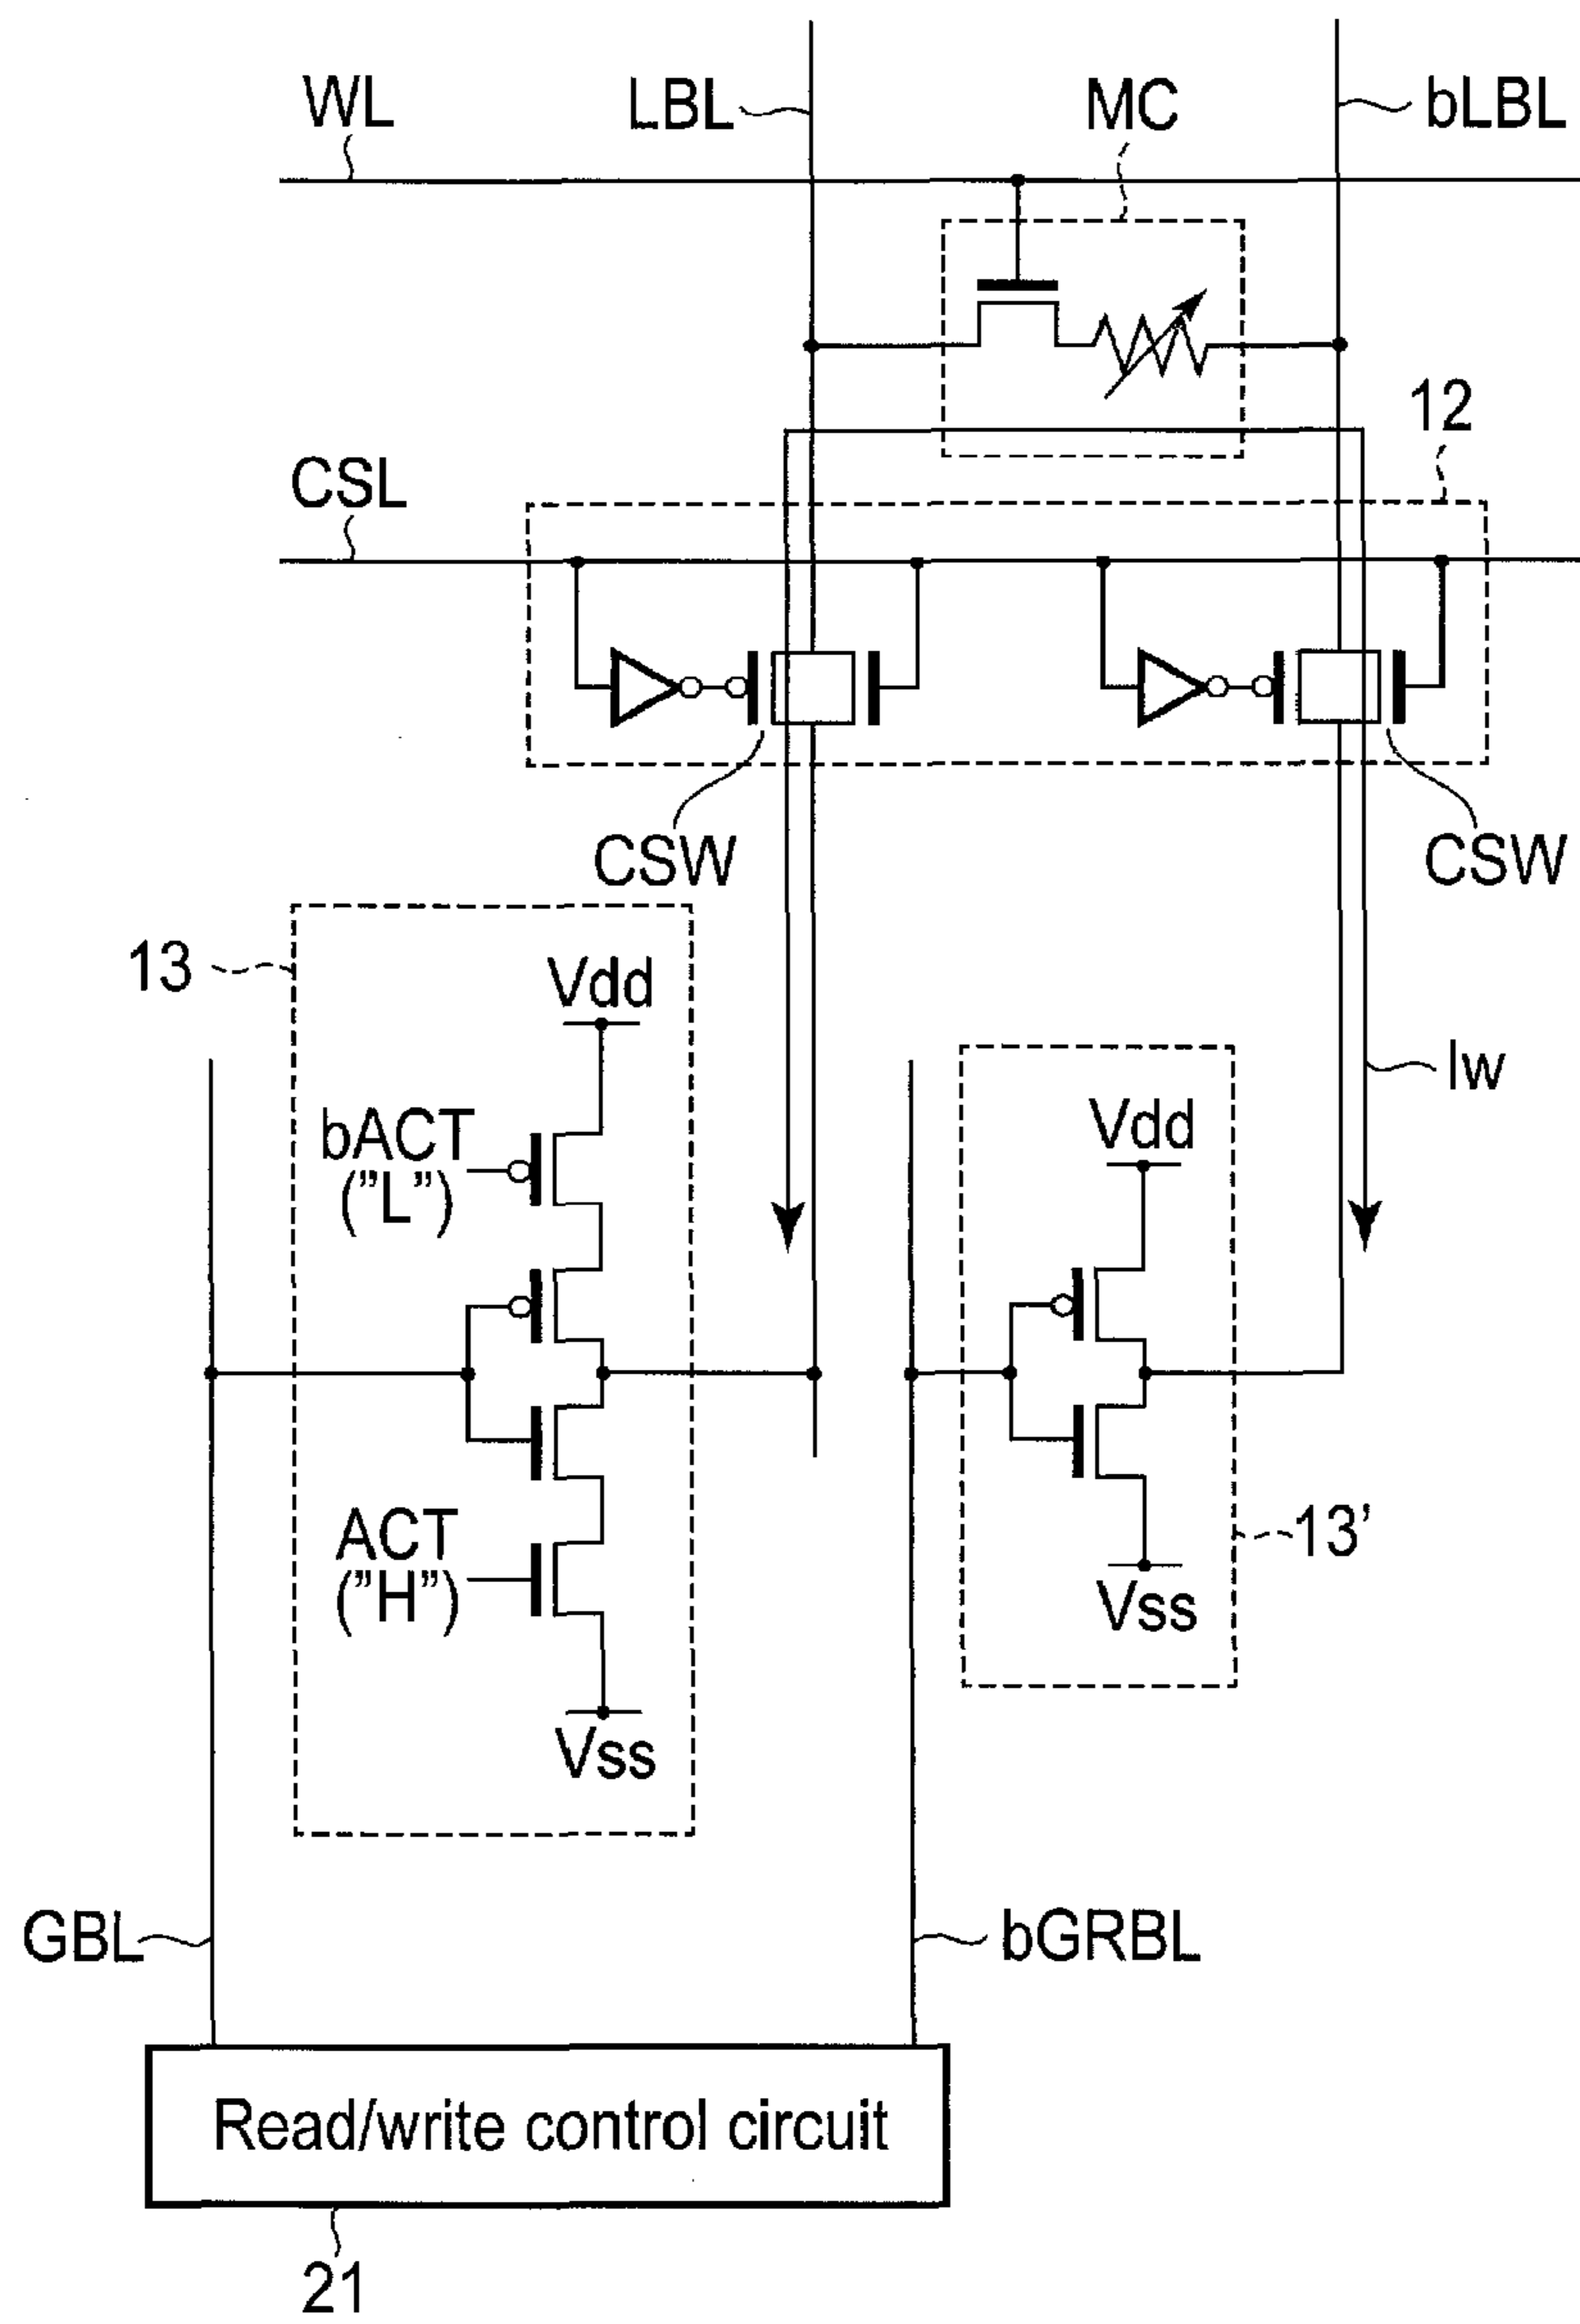 WL
LBL
MC
bLBL
12
CSL
CSW
CSW
13
Vdd
Iw
Vdd
bACT
("L")
ACT
("H")
13'
Vss
Vss
GBL
bGRBL
Read/write control circuit
21